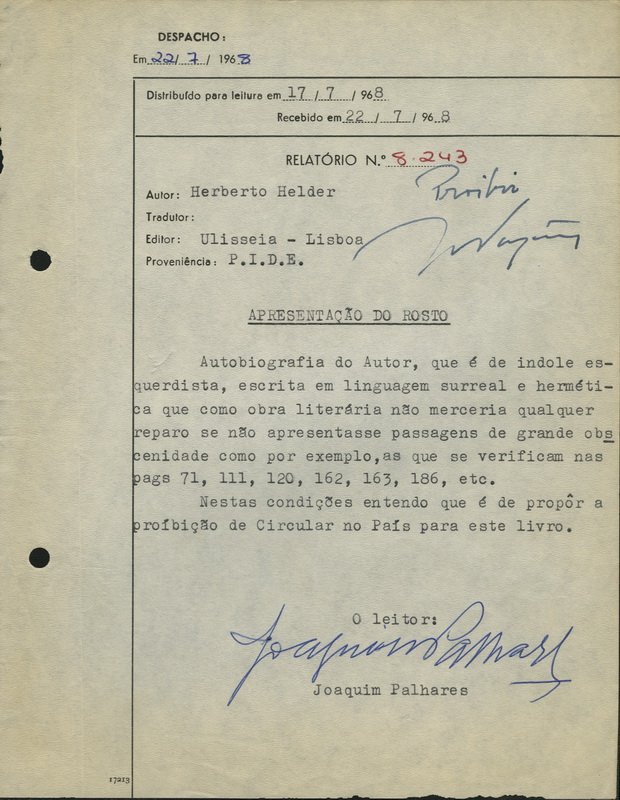 DESPACHO:
Em 22/ 7 / 1968
Distribuído para leitura em 17 / 7 / 968
Recebido em 22 / 7 / 968
RELATÓRIO N.º 8.243
Proibir
Autor: Herberto Helder
Tradutor:
Editor: Ulisseia - Lisboa
Proveniência: P.I.D.E.
APRESENTAÇÃO DO ROSTO
Autobiografia do Autor, que é de indole es-
querdista, escrita em linguagem surreal e herméti-
ca que como obra literária não merceria qualquer
reparo se não apresentasse passagens de grande obs
cenidade como por exemplo,as que se verificam nas
pags 71, 111, 120, 162, 163, 186, etc.
Nestas condições entendo que é de propôr a
proíbição de Circular no País para este livro.
O leitor:
Joaquim Palhares
Joaquim Palhares
17213